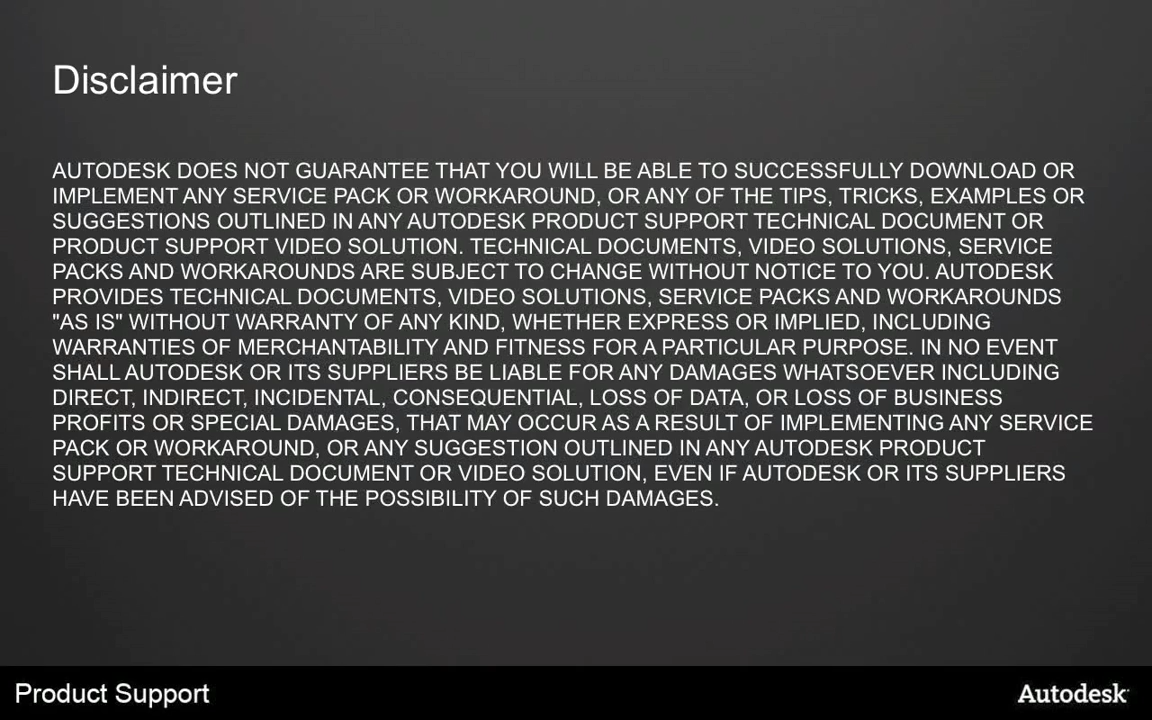 Disclaimer
AUTODESK DOES NOT GUARANTEE THAT YOU WILL BE ABLE TO SUCCESSFULLY DOWNLOAD OR
IMPLEMENT ANY SERVICE PACK OR WORKAROUND, OR ANY OF THE TIPS, TRICKS, EXAMPLES OR
SUGGESTIONS OUTLINED IN ANY AUTODESK PRODUCT SUPPORT TECHNICAL DOCUMENT OR
PRODUCT SUPPORT VIDEO SOLUTION. TECHNICAL DOCUMENTS, VIDEO SOLUTIONS, SERVICE
PACKS AND WORKAROUNDS ARE SUBJECT TO CHANGE WITHOUT NOTICE TO YOU. AUTODESK
PROVIDES TECHNICAL DOCUMENTS, VIDEO SOLUTIONS, SERVICE PACKS AND WORKAROUNDS
"AS IS" WITHOUT WARRANTY OF ANY KIND, WHETHER EXPRESS OR IMPLIED, INCLUDING
WARRANTIES OF MERCHANTABILITY AND FITNESS FOR A PARTICULAR PURPOSE. IN NO EVENT
SHALL AUTODESK OR ITS SUPPLIERS BE LIABLE FOR ANY DAMAGES WHATSOEVER INCLUDING
DIRECT, INDIRECT, INCIDENTAL, CONSEQUENTIAL, LOSS OF DATA, OR LOSS OF BUSINESS
PROFITS OR SPECIAL DAMAGES, THAT MAY OCCUR AS A RESULT OF IMPLEMENTING ANY SERVICE
PACK OR WORKAROUND, OR ANY SUGGESTION OUTLINED IN ANY AUTODESK PRODUCT
SUPPORT TECHNICAL DOCUMENT OR VIDEO SOLUTION, EVEN IF AUTODESK OR ITS SUPPLIERS
HAVE BEEN ADVISED OF THE POSSIBILITY OF SUCH DAMAGES.
Product Support
Autodesk